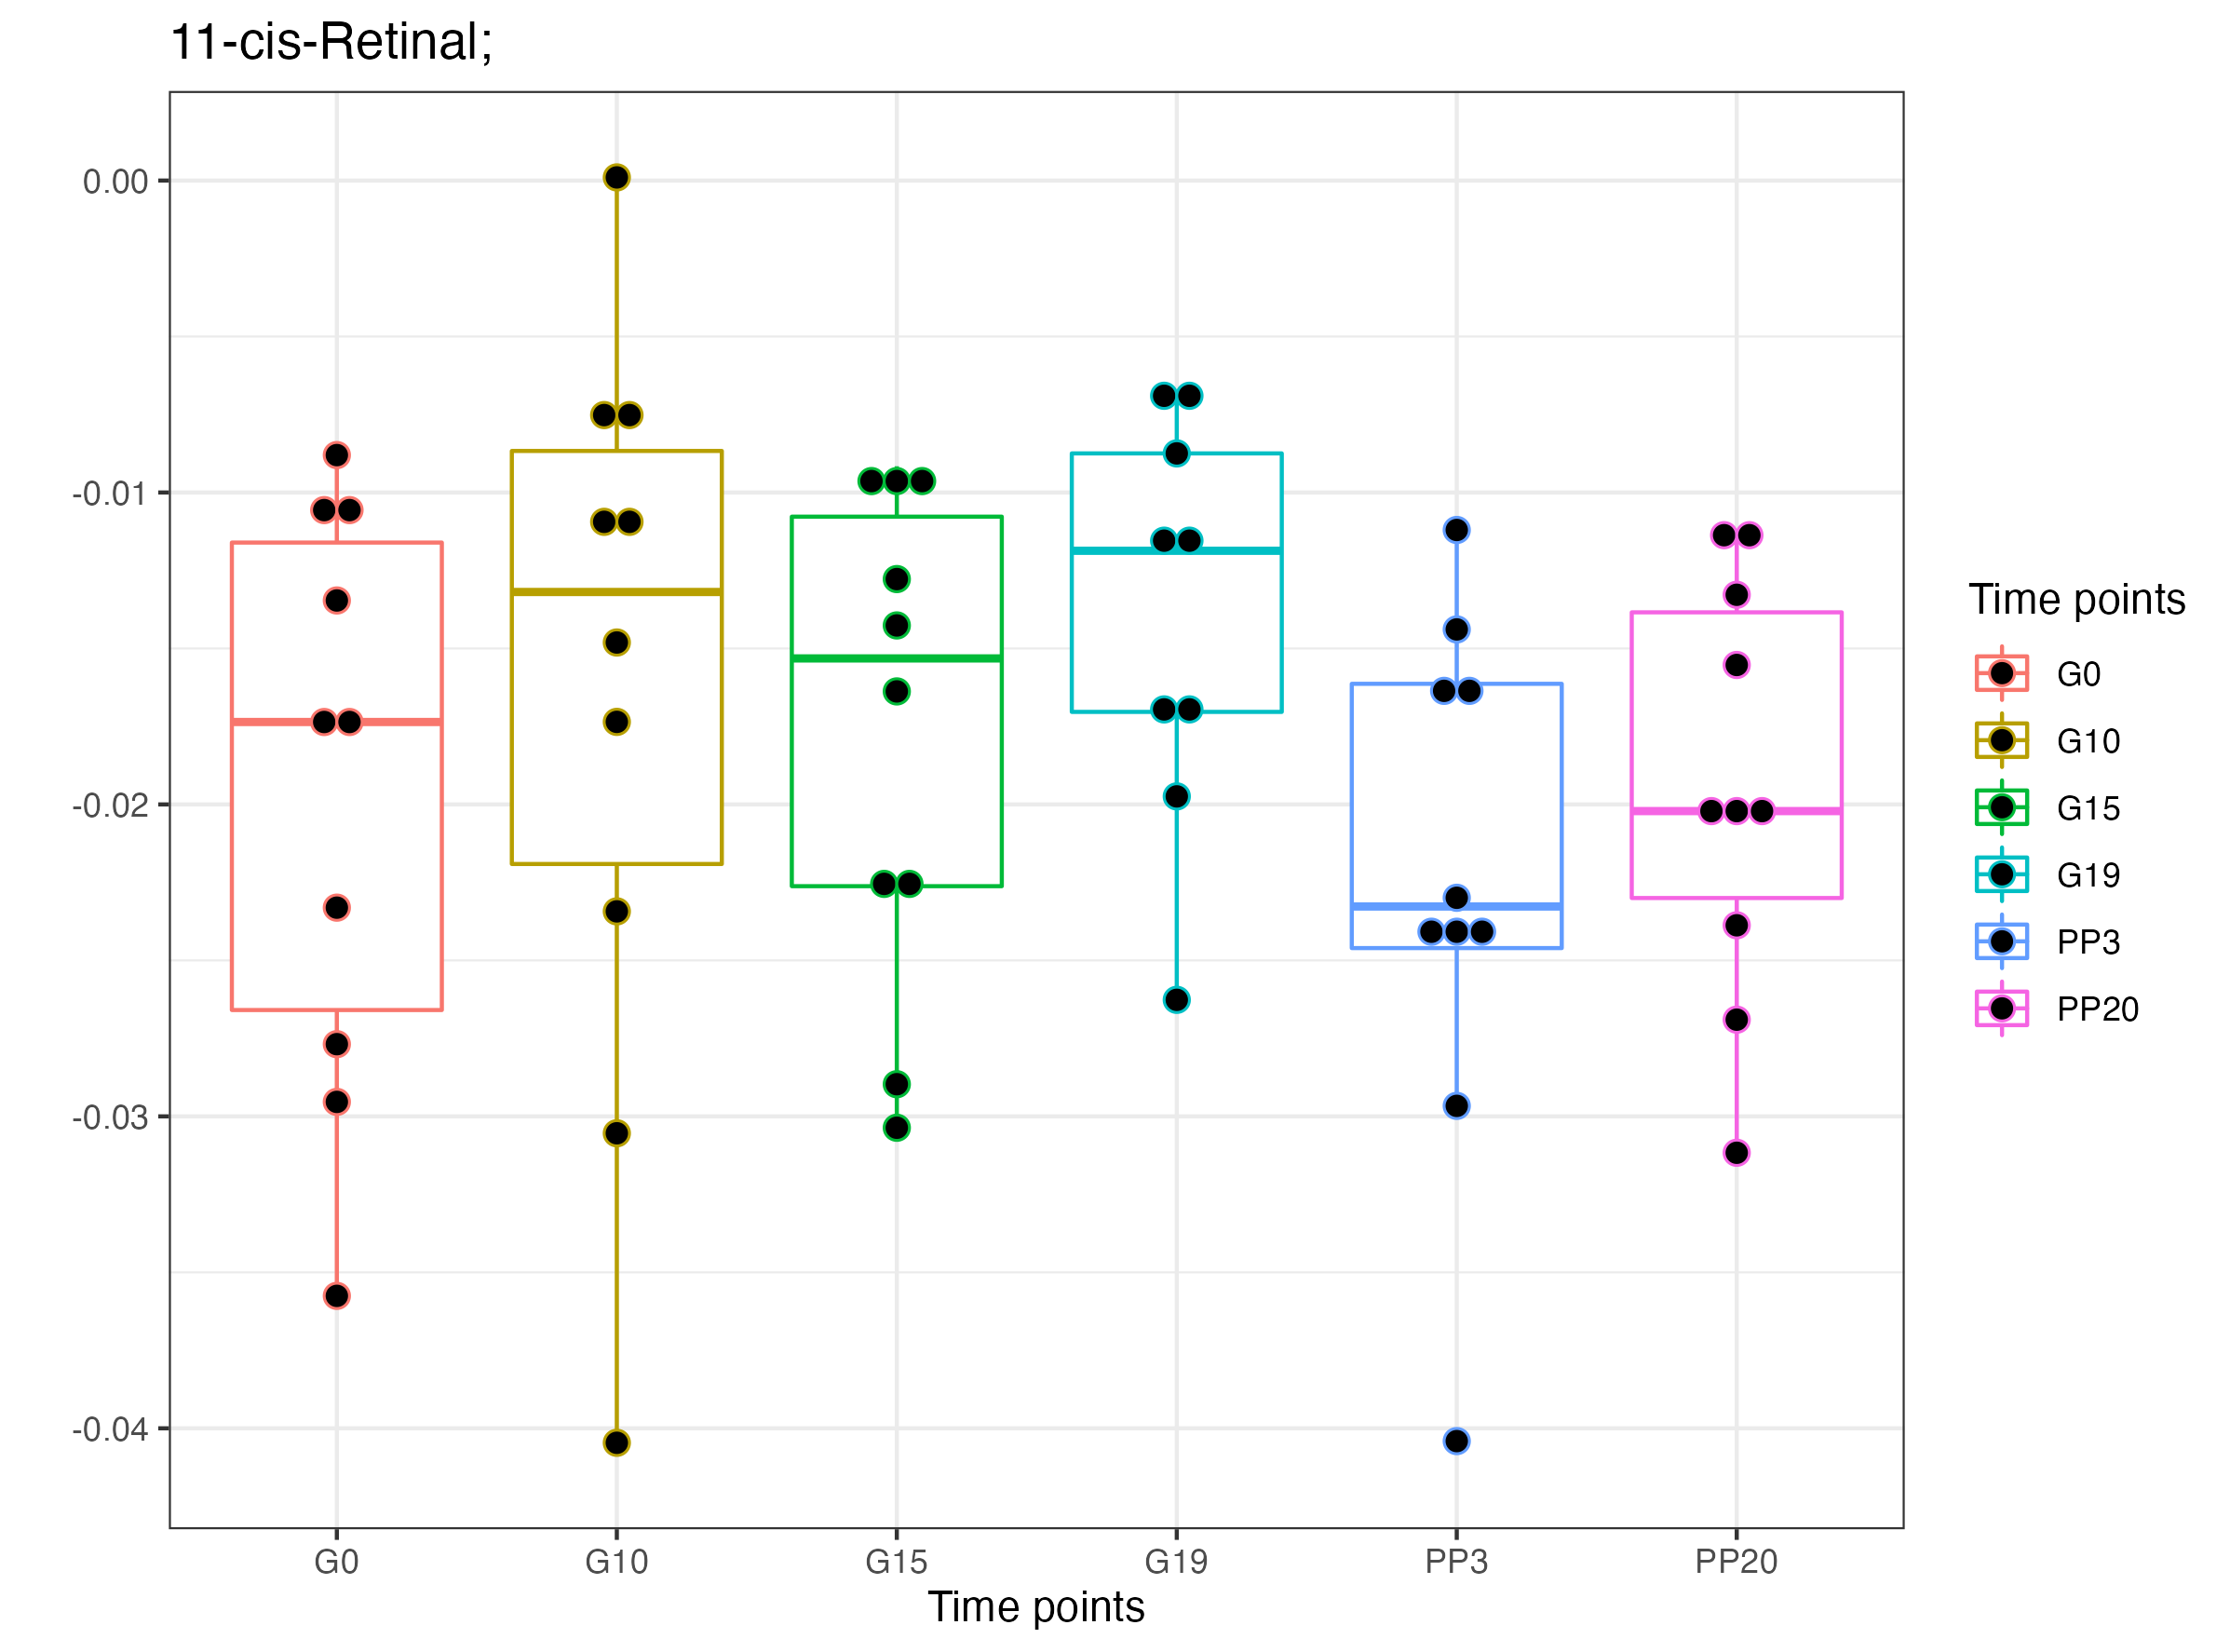 11-cis-Retinal;
0.00
-0.01
-0.02
-0.03
-0.04
G0 G10 G15 G19 PP3 PP20
Time points
Time points
G0
G10
G15
G19
PP3
PP20